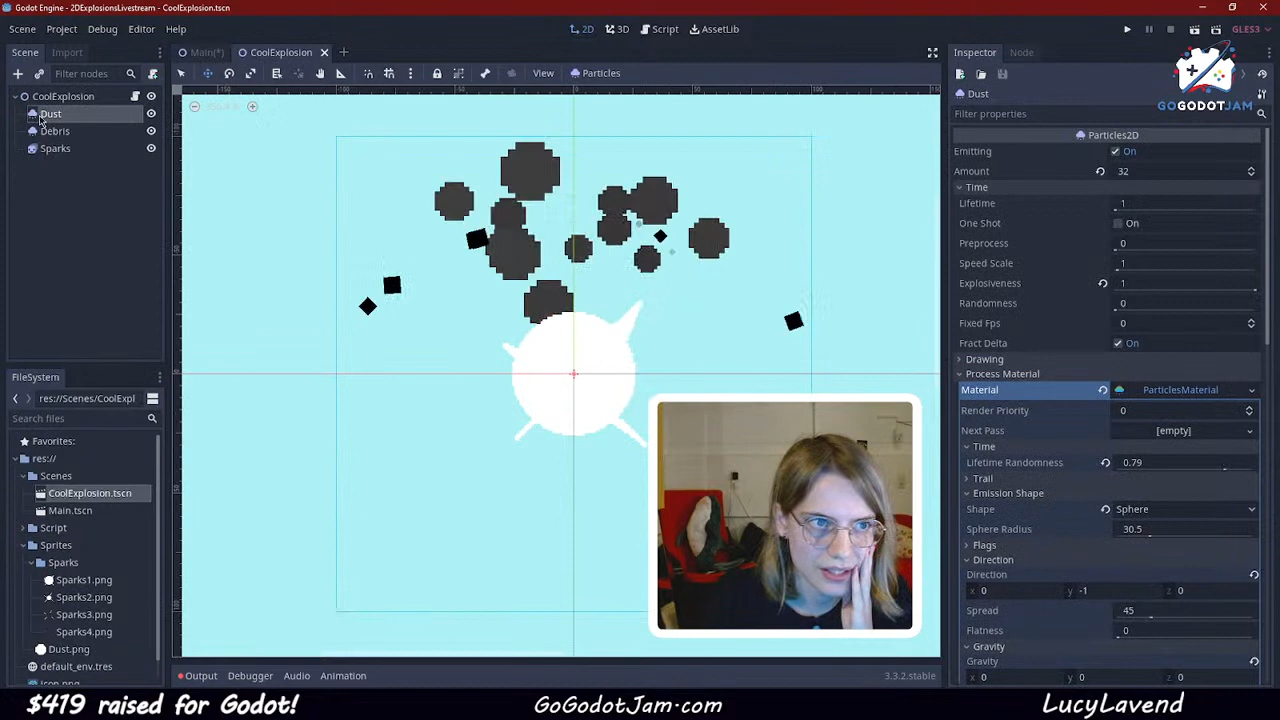 Godot Engine - 2DExplosionsLivestream - CoolExplosion.tscn
Scene Project Debug Editor Help
2D 3D Script AssetLib
GLES3
Scene Import
Main(*) CoolExplosion
Inspector Node
Filter nodes
View Particles
GOGODOTJAM
CoolExplosion
Dust
Debris
Sparks
Dust
Filter properties
Particles2D
Emitting On
Amount 32
Time
Lifetime 1
One Shot On
Preprocess 0
Speed Scale 1
Explosiveness 1
Randomness 0
Fixed Fps 0
Fract Delta On
Drawing
Process Material
Material ParticlesMaterial
Render Priority 0
Next Pass [empty]
Time
Lifetime Randomness 0.79
Trail
Emission Shape
Shape Sphere
Sphere Radius 30.5
Flags
Direction
Direction
x 0 y -1 z 0
Spread 45
Flatness 0
Gravity
Gravity
x 0 y 0 z 0
FileSystem
res://Scenes/CoolExpl
Search files
Favorites:
res://
Scenes
CoolExplosion.tscn
Main.tscn
Script
Sprites
Sparks
Sparks1.png
Sparks2.png
Sparks3.png
Sparks4.png
Dust.png
default_env.tres
icon.png
Output Debugger Audio Animation
3.3.2.stable
$419 raised for Godot! GoGodotJam.com LucyLavend